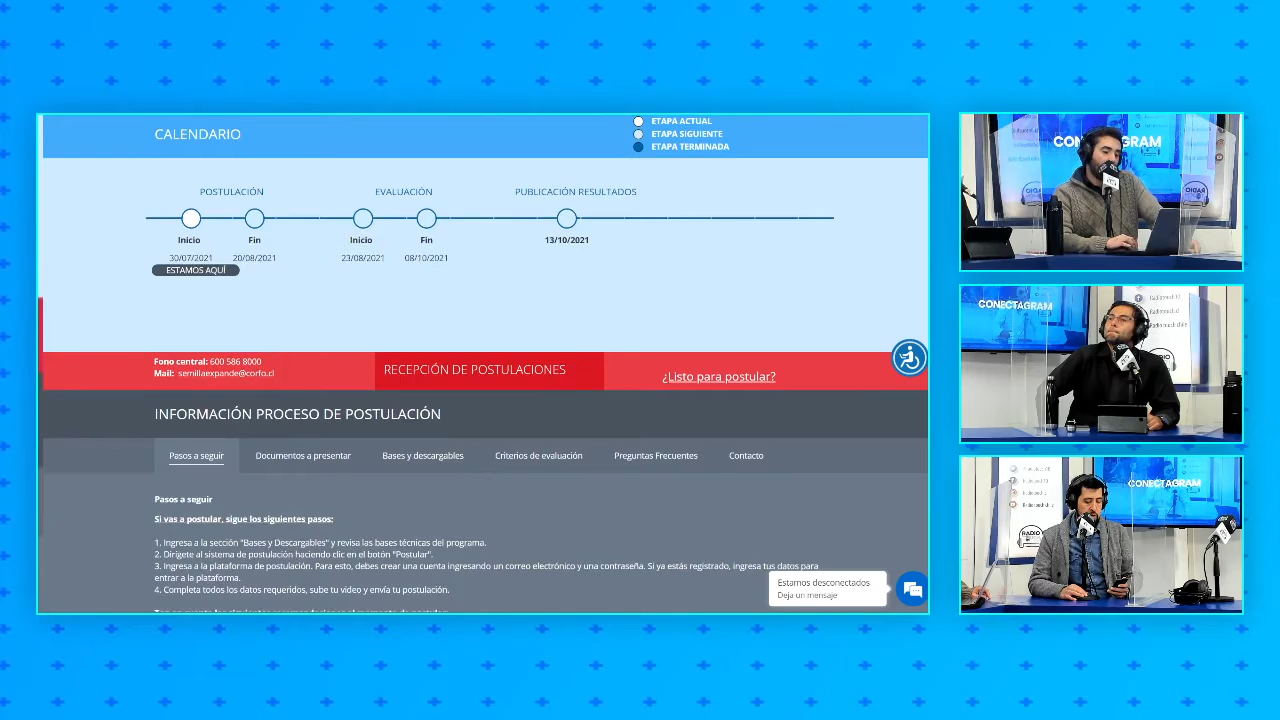 CALENDARIO
ETAPA ACTUAL
ETAPA SIGUIENTE
ETAPA TERMINADA
POSTULACIÓN
EVALUACIÓN
PUBLICACIÓN RESULTADOS
Inicio
Fin
Inicio
Fin
13/10/2021
30/07/2021
20/08/2021
23/08/2021
08/10/2021
ESTAMOS AQUÍ
Fono central: 600 586 8000
Mail: semillaexpande@corfo.cl
RECEPCIÓN DE POSTULACIONES
¿Listo para postular?
INFORMACIÓN PROCESO DE POSTULACIÓN
Pasos a seguir
Documentos a presentar
Bases y descargables
Criterios de evaluación
Preguntas Frecuentes
Contacto
Pasos a seguir
Si vas a postular, sigue los siguientes pasos:
1. Ingresa a la sección "Bases y Descargables" y revisa las bases técnicas del programa.
2. Dirígete al sistema de postulación haciendo clic en el botón "Postular".
3. Ingresa a la plataforma de postulación. Para esto, debes crear una cuenta ingresando un correo electrónico y una contraseña. Si ya estás registrado, ingresa tus datos para
entrar a la plataforma.
4. Completa todos los datos requeridos, sube tu video y envía tu postulación.
Estamos desconectados
Deja un mensaje
CONECTAGRAM
CONECTAGRAM
Radio touch cl
Radio touch chile
CONECTAGRAM
RADIO